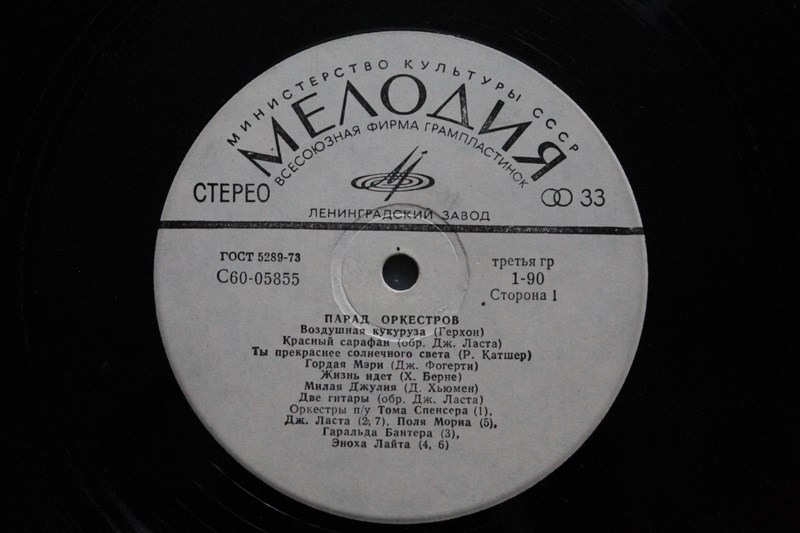 МИНИСТЕРСТВО КУЛЬТУРЫ СССР
МЕЛОДИЯ
ВСЕСОЮЗНАЯ ФИРМА ГРАМПЛАСТИНОК
СТЕРЕО
33
ЛЕНИНГРАДСКИЙ ЗАВОД
ГОСТ 5289-73
С60-05855
третья гр
1-90
Сторона 1
ПАРАД ОРКЕСТРОВ
Воздушная кукуруза (Герхон)
Красный сарафан (обр. Дж. Ласта)
Ты прекраснее солнечного света (Р. Катшер)
Гордая Мэри (Дж. Фогерти)
Жизнь идет (Х. Берне)
Милая Джулия (Д. Хьюмен)
Две гитары (обр. Дж. Ласта)
Оркестры п/у Тома Спенсера (1),
Дж. Ласта (2, 7). Поля Мориа (5),
Гаральда Бантера (3),
Эноха Лайта (4, 6)